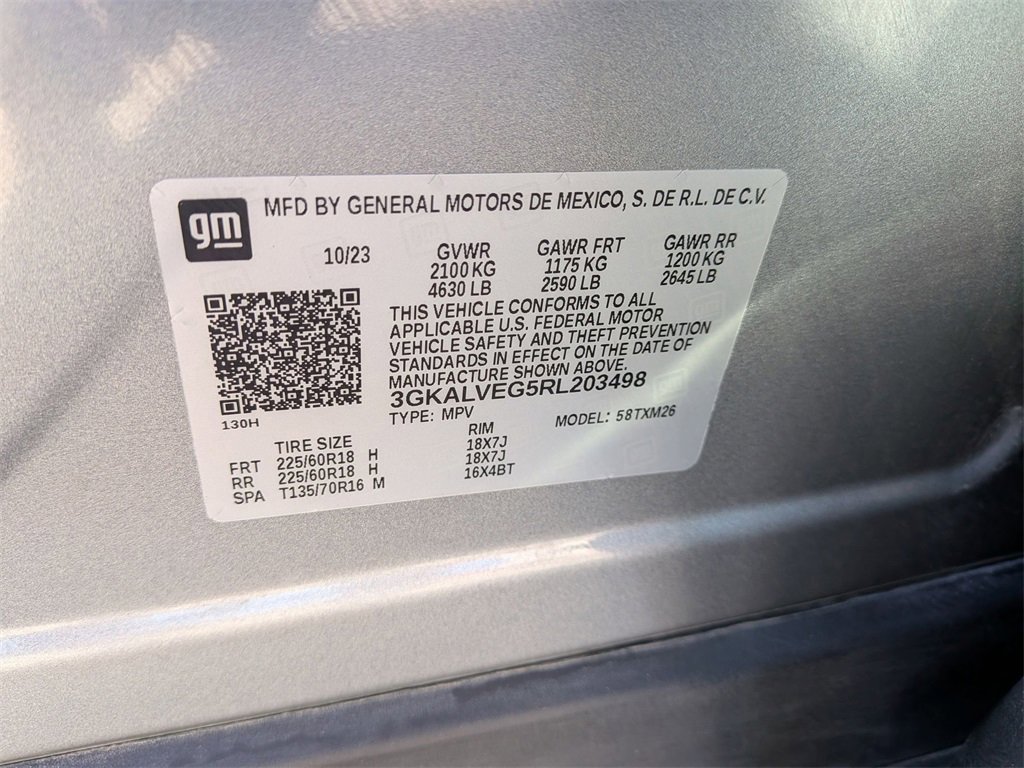 gm
MFD BY GENERAL MOTORS DE MEXICO, S. DE R.L. DE C.V.
10/23
GVWR GAWR FRT GAWR RR
2100 KG 1175 KG 1200 KG
4630 LB 2590 LB 2645 LB
THIS VEHICLE CONFORMS TO ALL
APPLICABLE U.S. FEDERAL MOTOR
VEHICLE SAFETY AND THEFT PREVENTION
STANDARDS IN EFFECT ON THE DATE OF
MANUFACTURE SHOWN ABOVE.
3GKALVEG5RL203498
130H
TYPE: MPV MODEL: 58TXM26
TIRE SIZE RIM
FRT 225/60R18 H 18X7J
RR 225/60R18 H 18X7J
SPA T135/70R16 M 16X4BT